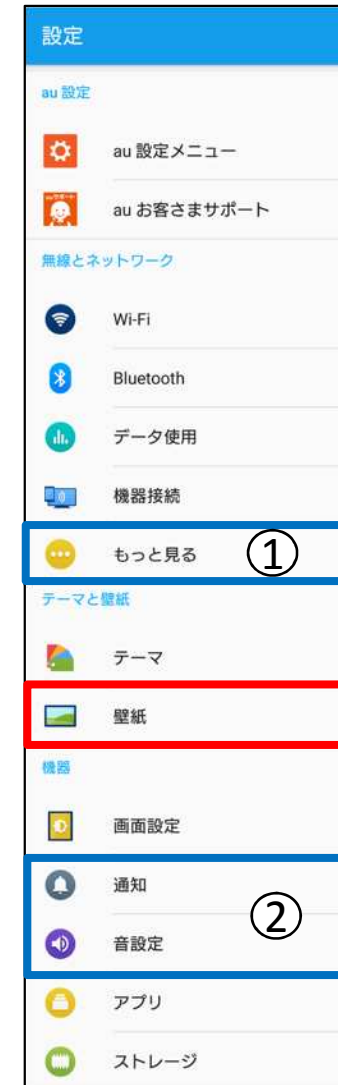 設定
au 設定
au 設定メニュー
au お客さまサポート
無線とネットワーク
Wi-Fi
Bluetooth
データ使用
機器接続
もっと見る ①
テーマと壁紙
テーマ
壁紙
機器
画面設定
通知
②
音設定
アプリ
ストレージ